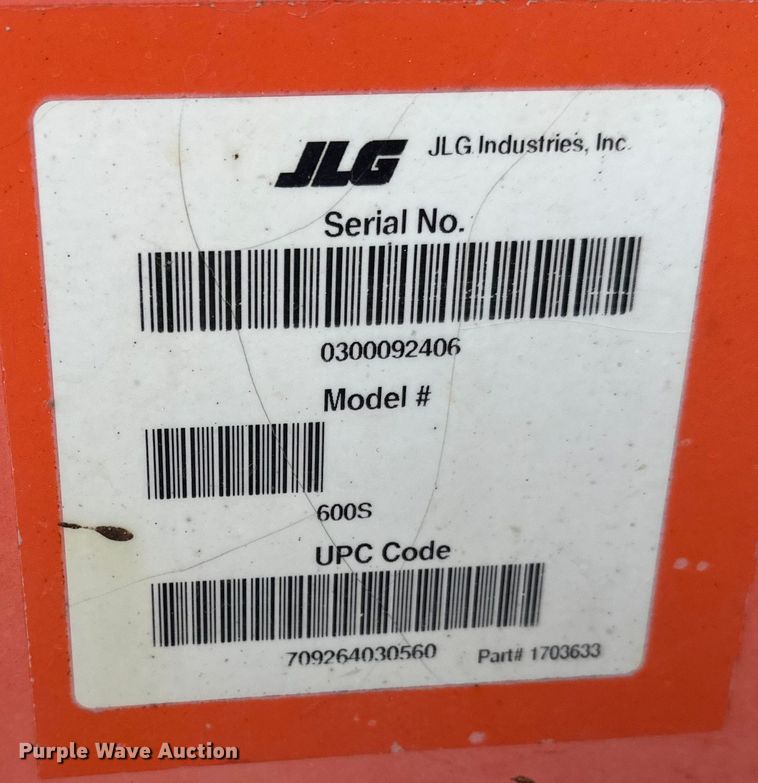 JLG JLG Industries, Inc.
Serial No.
0300092406
Model #
600S
UPC Code
709264030560 Part# 1703633
Purple Wave Auction